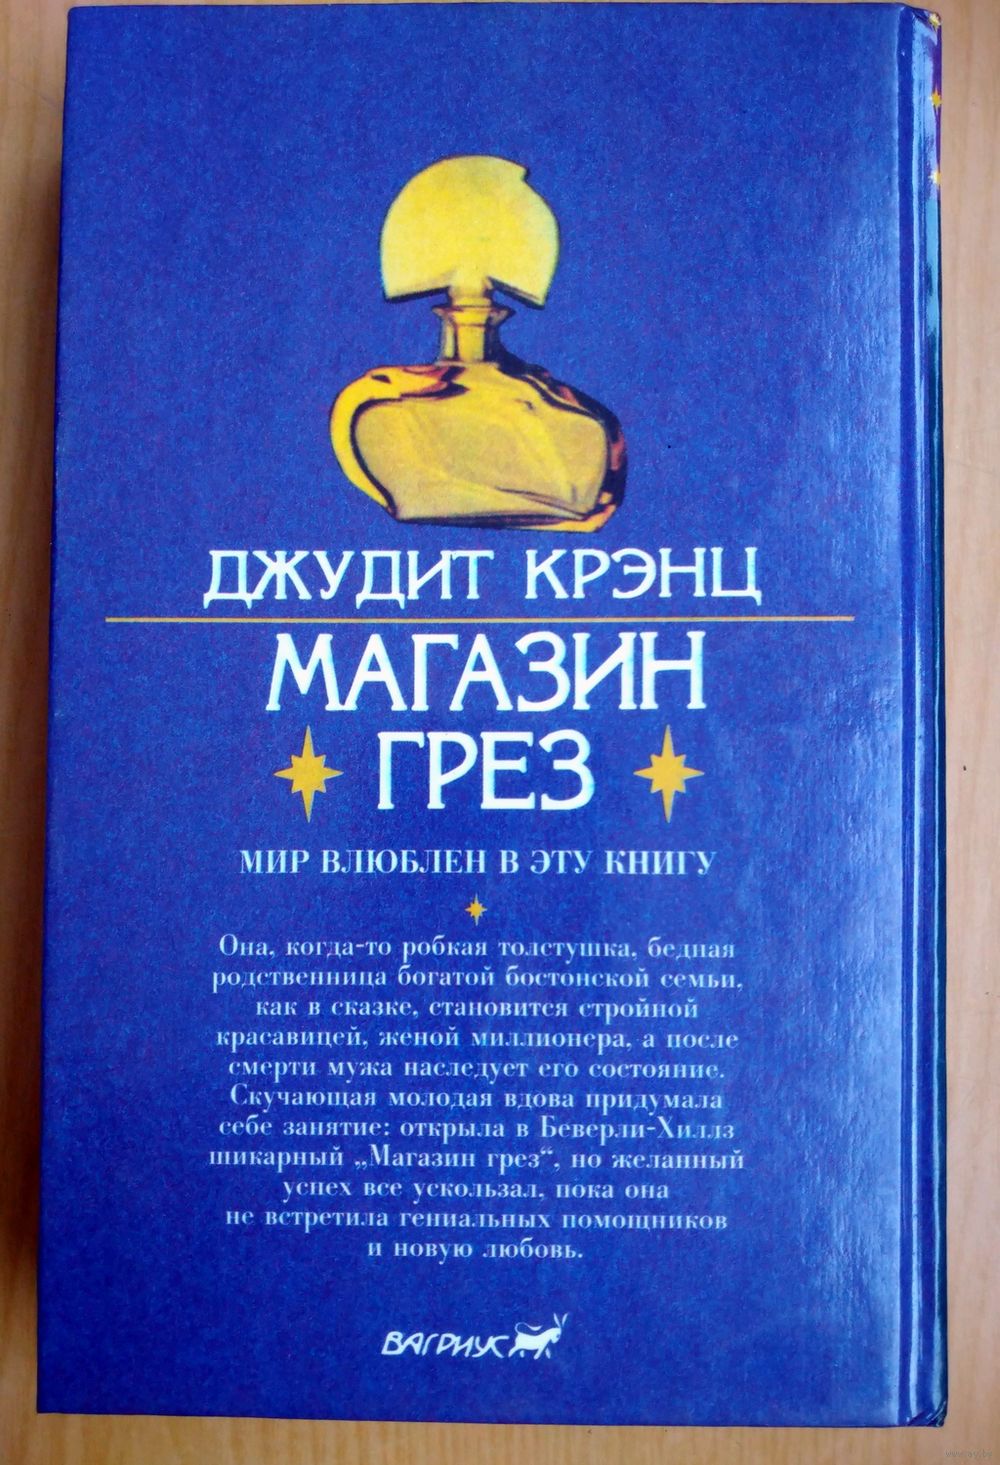 ДЖУДИТ КРЭНЦ
МАГАЗИН
ГРЕЗ
МИР ВЛЮБЛЕН В ЭТУ КНИГУ
Она, когда-то робкая толстушка, бедная
родственница богатой бостонской семьи,
как в сказке, становится стройной
красавицей, женой миллионера, а после
смерти мужа наследует его состояние.
Скучающая молодая вдова придумала
себе занятие: открыла в Беверли-Хиллз
шикарный „Магазин грез“, но желанный
успех все ускользал, пока она
не встретила гениальных помощников
и новую любовь.
ВАГРИУС
www.ay.by